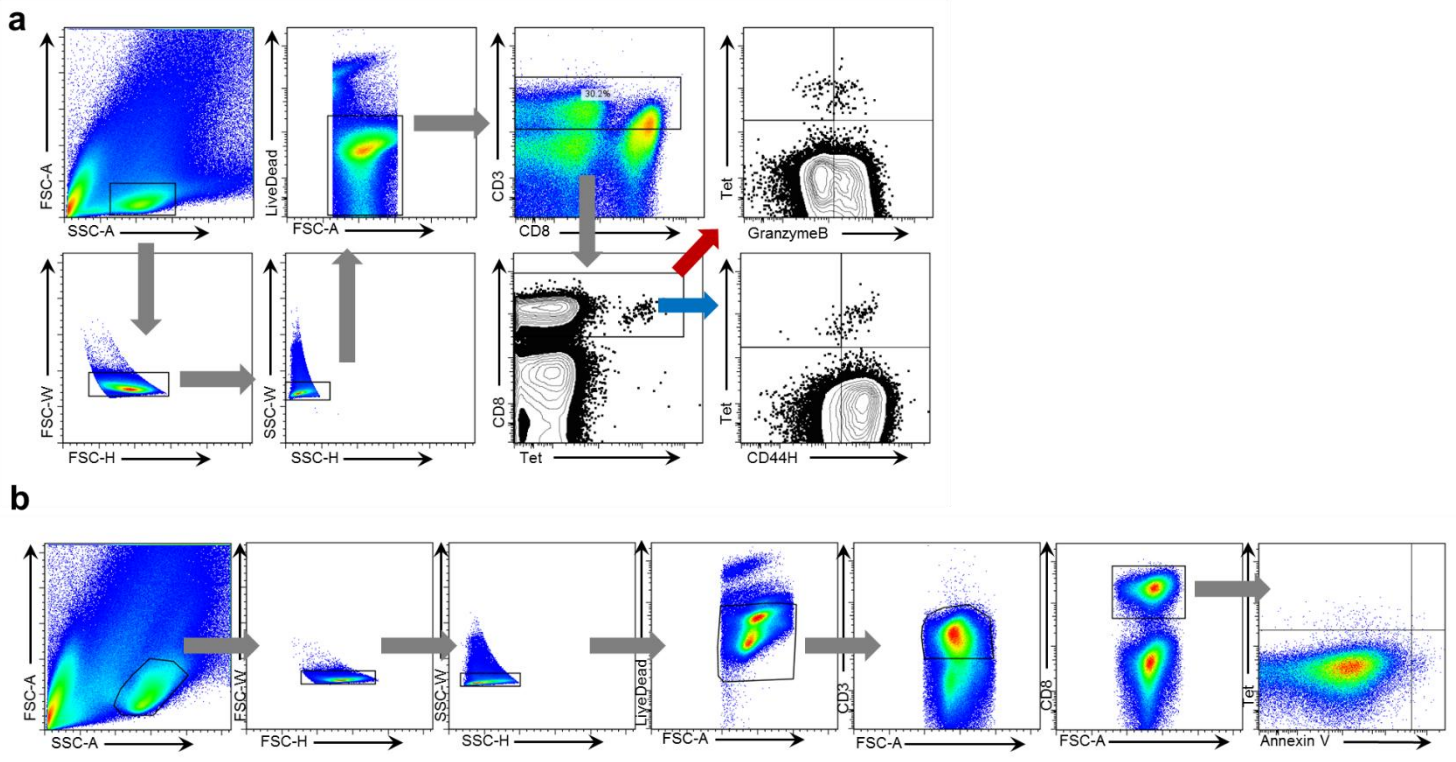 a
FSC-A
SSC-A
LiveDead
FSC-A
CD3
30.2%
CD8
Tet
GranzymeB
FSC-W
FSC-H
SSC-W
SSC-H
CD8
Tet
Tet
CD44H
b
FSC-A
SSC-A
FSC-W
FSC-H
SSC-W
SSC-H
LiveDead
FSC-A
CD3
FSC-A
CD8
FSC-A
Tet
Annexin V